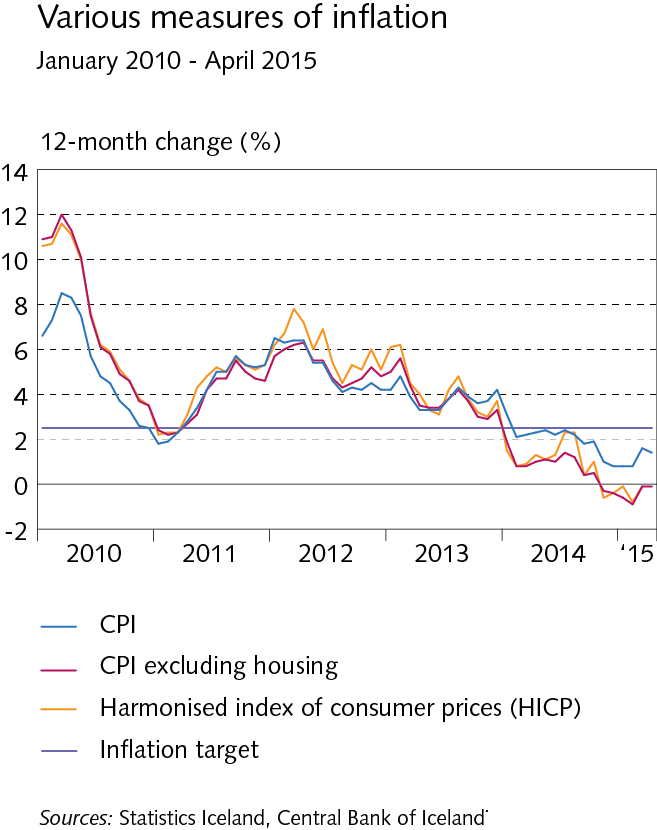 Various measures of inflation
January 2010 - April 2015
12-month change (%)
14
12
10
8
6
4
2
0
-2
2010 2011 2012 2013 2014 ‘15
CPI
CPI excluding housing
Harmonised index of consumer prices (HICP)
Inflation target
Sources: Statistics Iceland, Central Bank of Iceland.